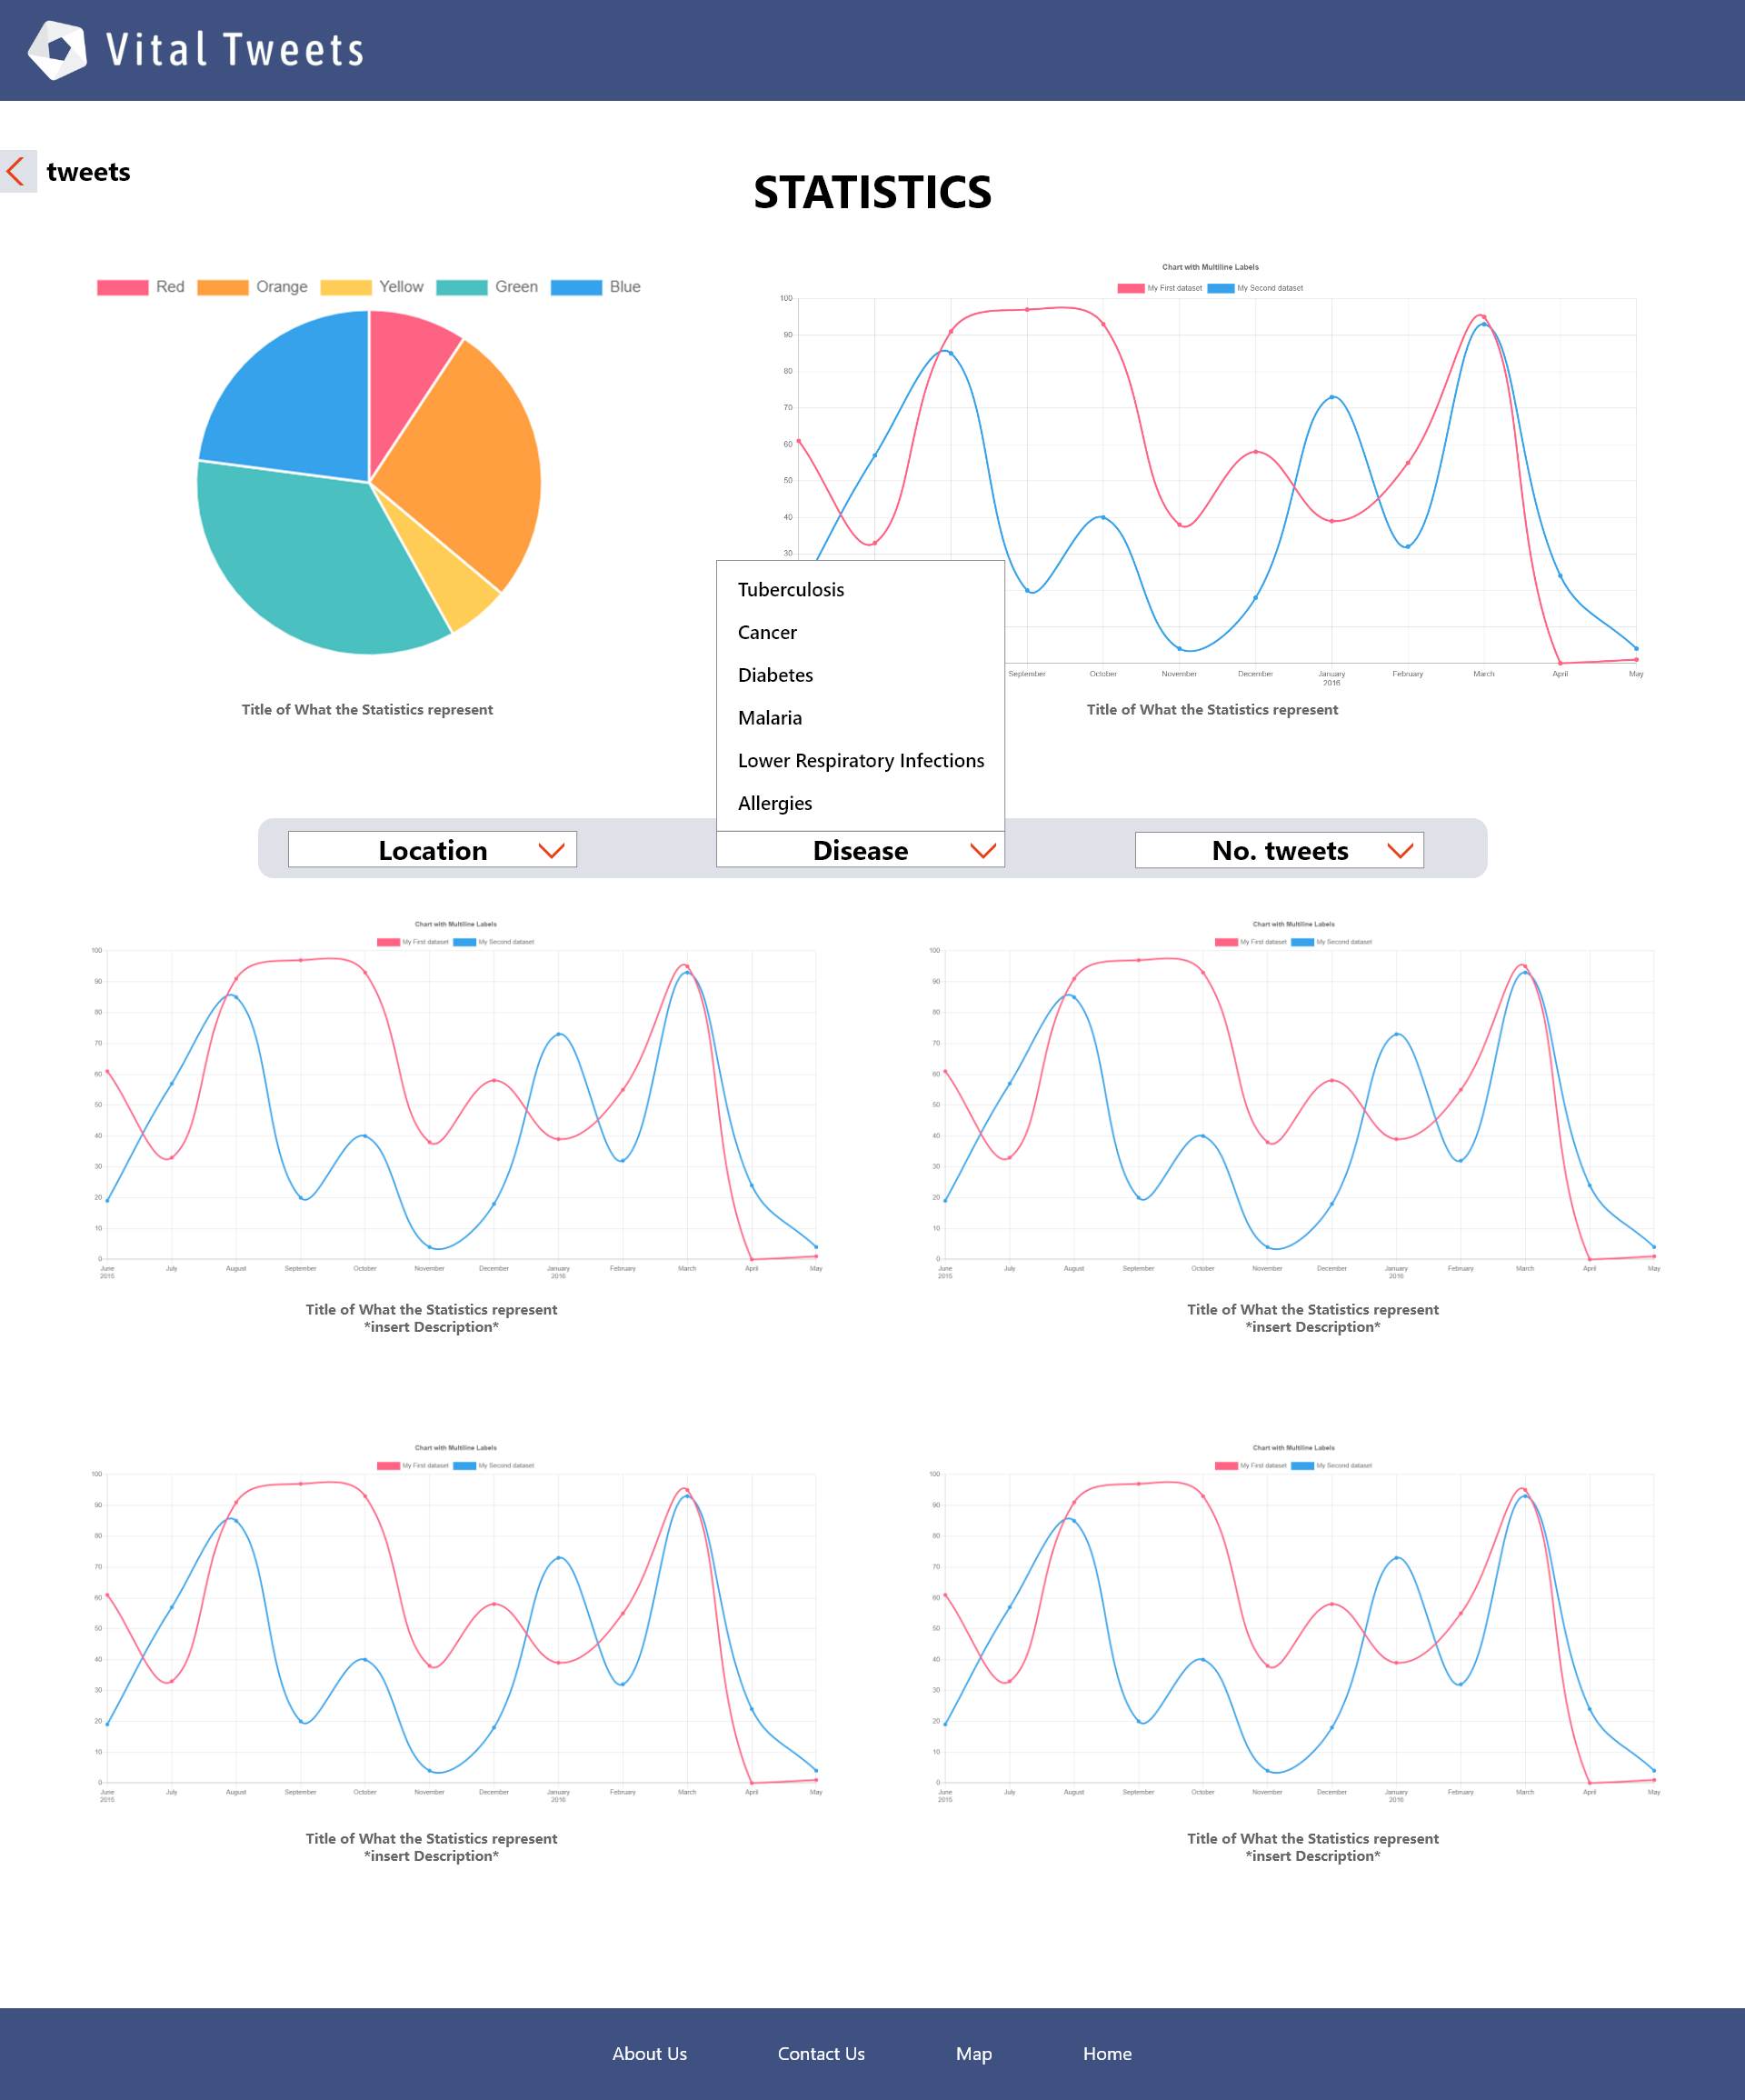 Vital Tweets
tweets
STATISTICS
Red Orange Yellow Green Blue
Title of What the Statistics represent
Chart with Multiline Labels
My First dataset My Second dataset
100
90
80
70
60
50
40
30
September October November December January February March April May
2016
Title of What the Statistics represent
Tuberculosis
Cancer
Diabetes
Malaria
Lower Respiratory Infections
Allergies
Location
Disease
No. tweets
Chart with Multiline Labels
My First dataset My Second dataset
100
90
80
70
60
50
40
30
20
10
0
June July August September October November December January February March April May
2015 2016
Title of What the Statistics represent
*insert Description*
Chart with Multiline Labels
My First dataset My Second dataset
100
90
80
70
60
50
40
30
20
10
0
June July August September October November December January February March April May
2015 2016
Title of What the Statistics represent
*insert Description*
Chart with Multiline Labels
My First dataset My Second dataset
100
90
80
70
60
50
40
30
20
10
0
June July August September October November December January February March April May
2015 2016
Title of What the Statistics represent
*insert Description*
Chart with Multiline Labels
My First dataset My Second dataset
100
90
80
70
60
50
40
30
20
10
0
June July August September October November December January February March April May
2015 2016
Title of What the Statistics represent
*insert Description*
About Us Contact Us Map Home